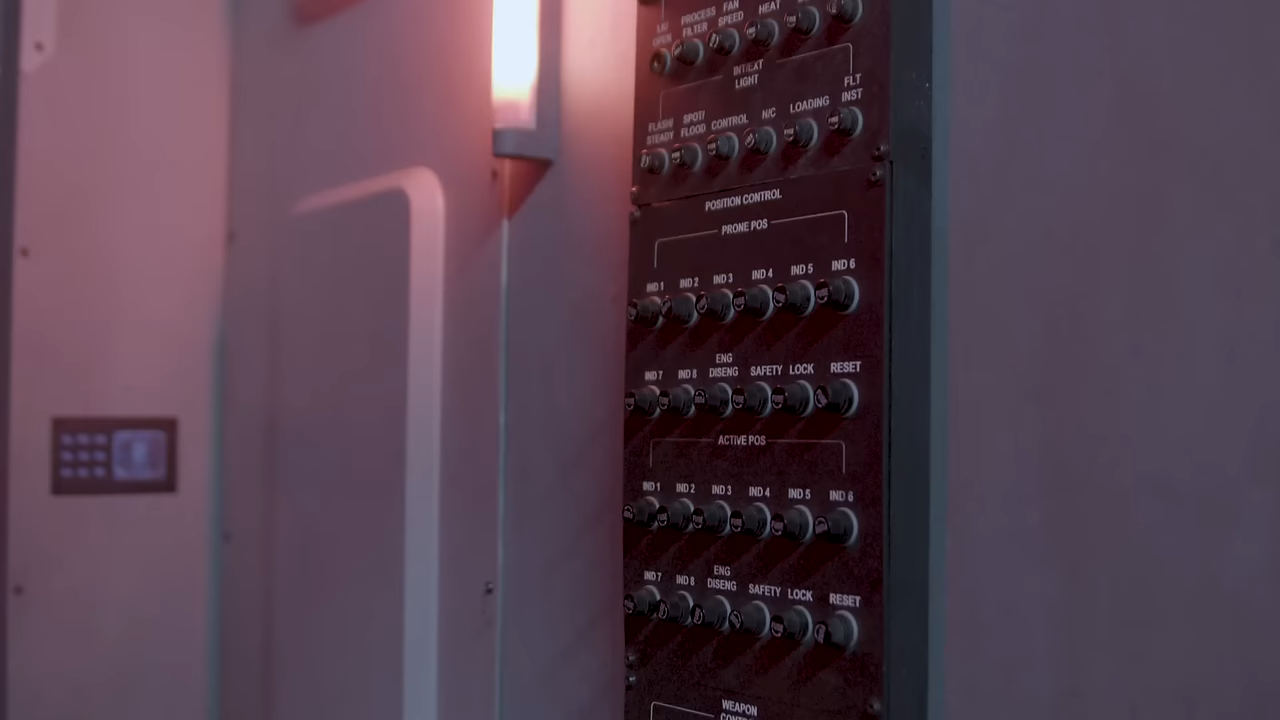 LID OPEN PROCESS FILTER FAN SPEED HEAT
INT/EXT
LIGHT
FLASH/ STEADY SPOT/ FLOOD CONTROL N/C LOADING FLT INST
POSITION CONTROL
PRONE POS
IND 1 IND 2 IND 3 IND 4 IND 5 IND 6
IND 7 IND 8 ENG DISENG SAFETY LOCK RESET
ACTIVE POS
IND 1 IND 2 IND 3 IND 4 IND 5 IND 6
IND 7 IND 8 ENG DISENG SAFETY LOCK RESET
WEAPON